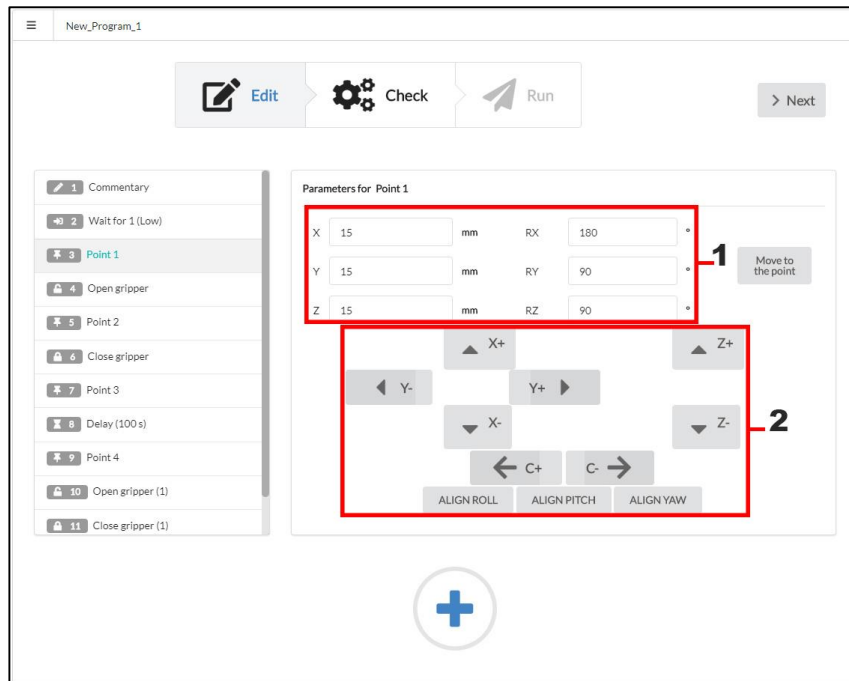 New_Program_1
Edit
Check
Run
Next
1 Commentary
2 Wait for 1 (Low)
3 Point 1
4 Open gripper
5 Point 2
6 Close gripper
7 Point 3
8 Delay (100 s)
9 Point 4
10 Open gripper (1)
11 Close gripper (1)
Parameters for Point 1
X 15 mm RX 180 °
Y 15 mm RY 90 °
Z 15 mm RZ 90 °
1
Move to
the point
X+ Z+
Y- Y+
X- Z-
2
C+ C-
ALIGN ROLL ALIGN PITCH ALIGN YAW